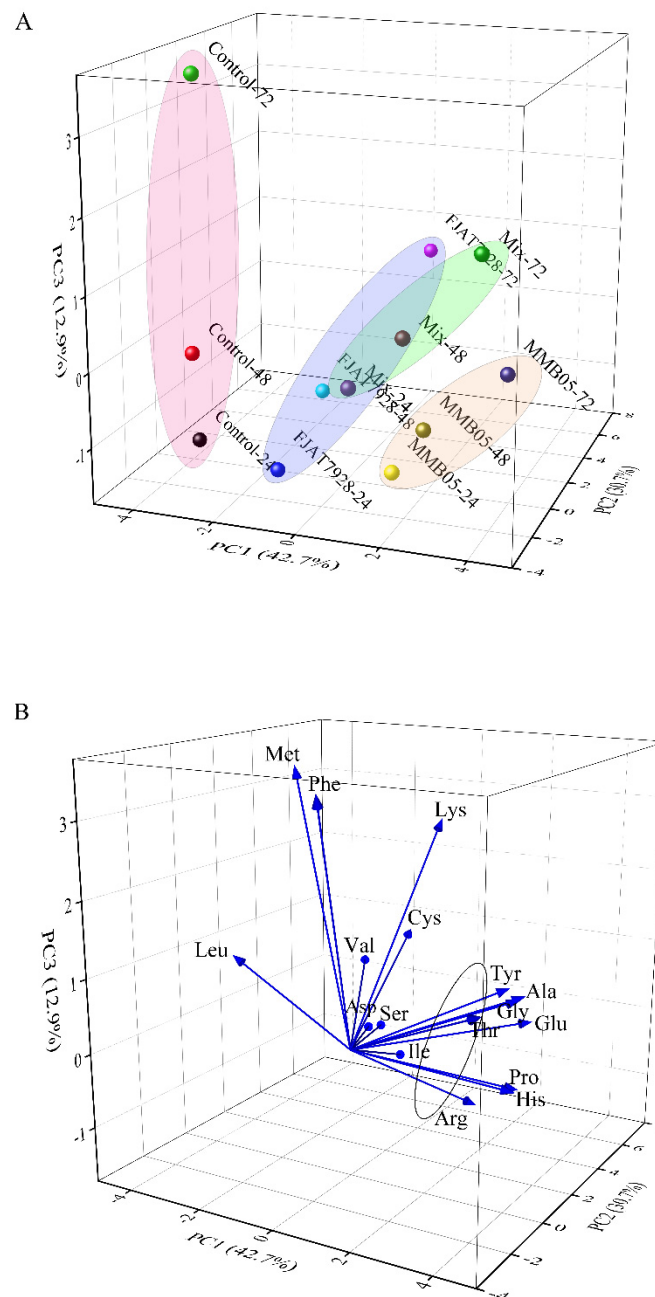 A
Control-72
3
FJAT7928-72
Mix-72
2
PC3 (12.9%)
1
Control-48
Mix-48
MMB05-72
0
Mix-24
FJAT7928-48
MMB05-48
8
6
-1
Control-24
FJAT7928-24
MMB05-24
4
2
PC2 (30.7%)
0
-2
-4
-4
-2
0
2
4
PC1 (42.7%)
B
Met
Phe
3
Lys
2
Cys
PC3 (12.9%)
Leu
Val
1
Tyr
Ala
Asp
Ser
Gly
Thr
Glu
0
Ile
Pro
His
Arg
-1
6
4
2
PC2 (30.7%)
0
-2
-4
-4
-2
0
2
4
PC1 (42.7%)